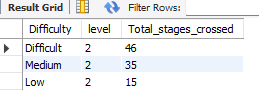 Result Grid Filter Rows:
Difficulty level Total_stages_crossed
Difficult 2 46
Medium 2 35
Low 2 15